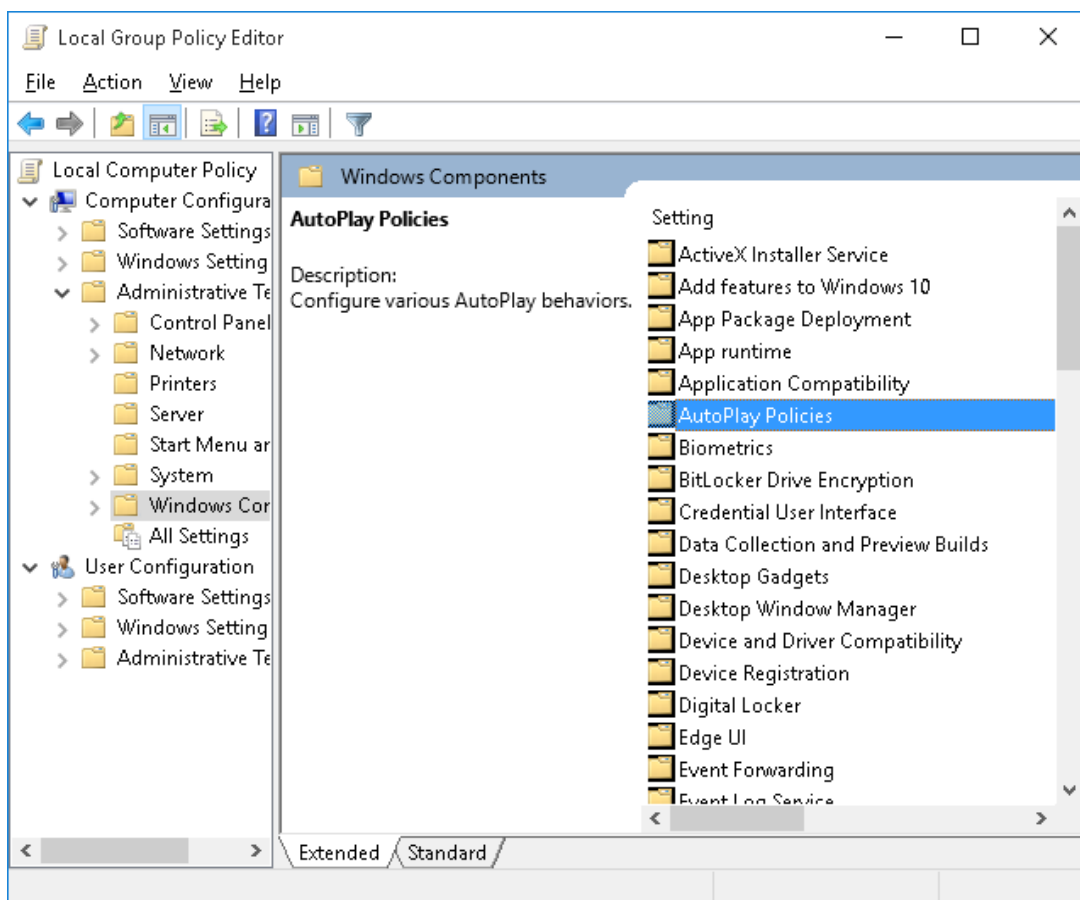 Local Group Policy Editor
File Action View Help
Local Computer Policy
Computer Configura
Software Settings
Windows Setting
Administrative Te
Control Panel
Network
Printers
Server
Start Menu ar
System
Windows Cor
All Settings
User Configuration
Software Settings
Windows Setting
Administrative Te
Windows Components
AutoPlay Policies
Description:
Configure various AutoPlay behaviors.
Setting
ActiveX Installer Service
Add features to Windows 10
App Package Deployment
App runtime
Application Compatibility
AutoPlay Policies
Biometrics
BitLocker Drive Encryption
Credential User Interface
Data Collection and Preview Builds
Desktop Gadgets
Desktop Window Manager
Device and Driver Compatibility
Device Registration
Digital Locker
Edge UI
Event Forwarding
Event Log Service
Extended Standard